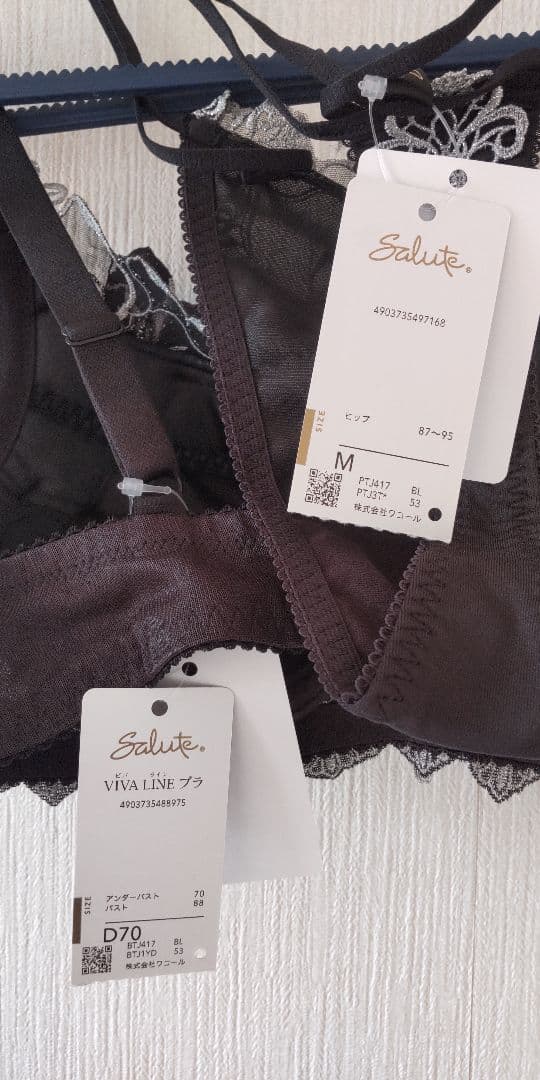 Salute®
4903735497168
SIZE
ヒップ 87〜95
M
PTJ417 BL
PTJ3T* 53
株式会社ワコール
Salute®
ビバ ライン
VIVA LINE ブラ
4903735488975
SIZE
アンダーバスト 70
バスト 88
D70
BTJ417 BL
BTJ1YD 53
株式会社ワコール